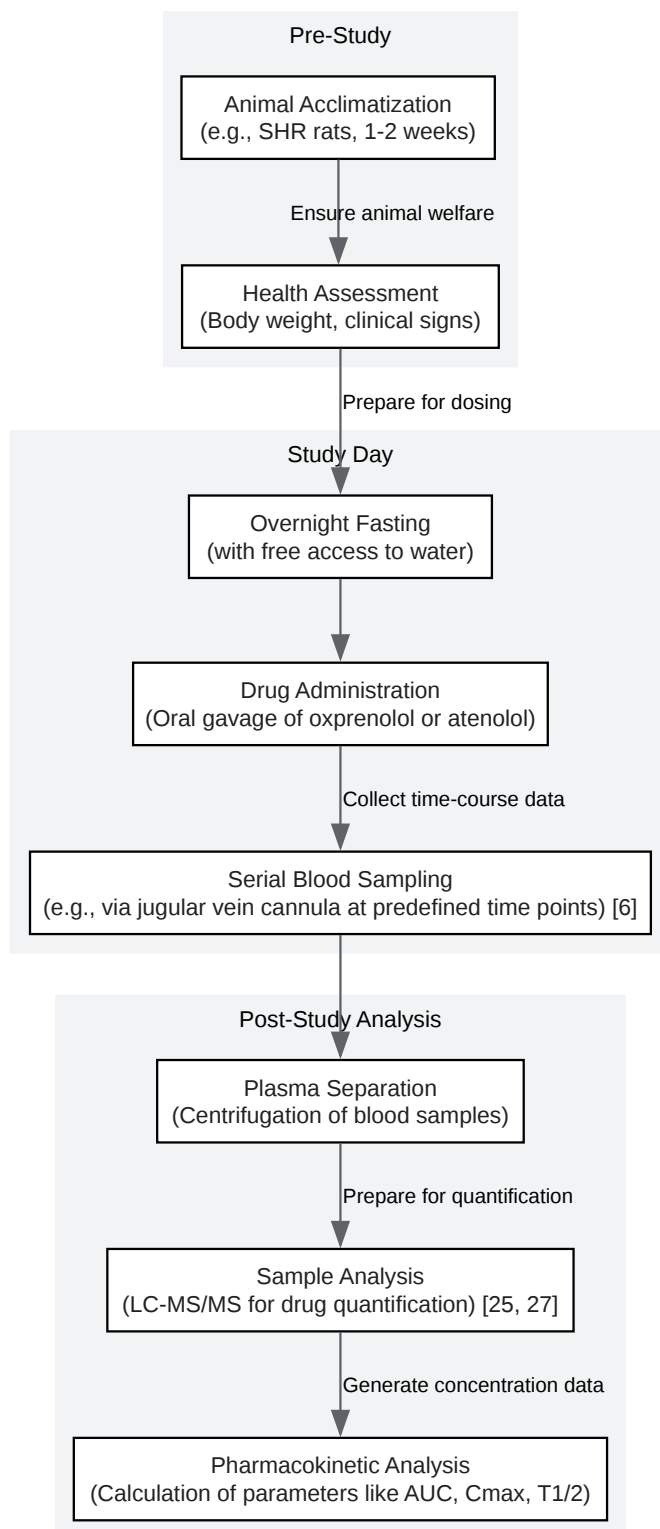 Pre-Study
Animal Acclimatization
(e.g., SHR rats, 1-2 weeks)
Ensure animal welfare
Health Assessment
(Body weight, clinical signs)
Prepare for dosing
Study Day
Overnight Fasting
(with free access to water)
Drug Administration
(Oral gavage of oxprenolol or atenolol)
Collect time-course data
Serial Blood Sampling
(e.g., via jugular vein cannula at predefined time points) [6]
Post-Study Analysis
Plasma Separation
(Centrifugation of blood samples)
Prepare for quantification
Sample Analysis
(LC-MS/MS for drug quantification) [25, 27]
Generate concentration data
Pharmacokinetic Analysis
(Calculation of parameters like AUC, Cmax, T1/2)